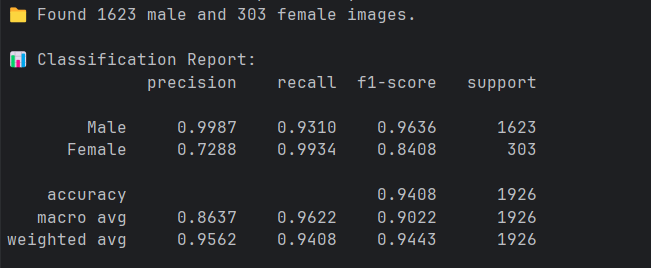 📁 Found 1623 male and 303 female images.
📊 Classification Report:
precision recall f1-score support
Male 0.9987 0.9310 0.9636 1623
Female 0.7288 0.9934 0.8408 303
accuracy 0.9408 1926
macro avg 0.8637 0.9622 0.9022 1926
weighted avg 0.9562 0.9408 0.9443 1926